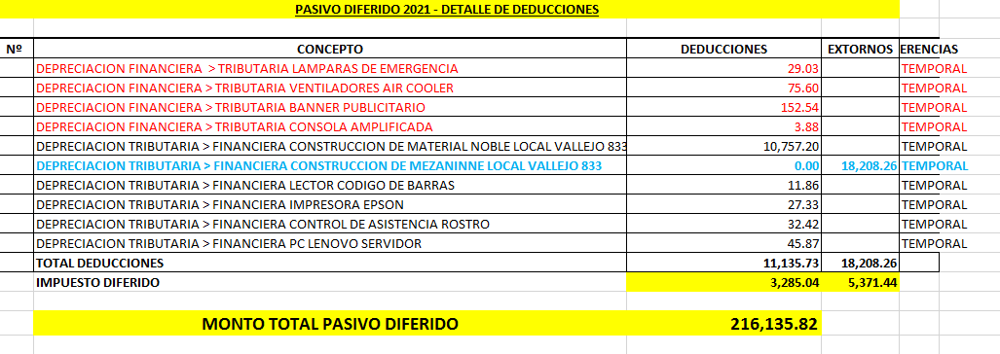 PASIVO DIFERIDO 2021 - DETALLE DE DEDUCCIONES
Nº CONCEPTO DEDUCCIONES EXTORNOS ERENCIAS
DEPRECIACION FINANCIERA > TRIBUTARIA LAMPARAS DE EMERGENCIA 29.03 TEMPORAL
DEPRECIACION FINANCIERA > TRIBUTARIA VENTILADORES AIR COOLER 75.60 TEMPORAL
DEPRECIACION FINANCIERA > TRIBUTARIA BANNER PUBLICITARIO 152.54 TEMPORAL
DEPRECIACION FINANCIERA > TRIBUTARIA CONSOLA AMPLIFICADA 3.88 TEMPORAL
DEPRECIACION TRIBUTARIA > FINANCIERA CONSTRUCCION DE MATERIAL NOBLE LOCAL VALLEJO 833 10,757.20 TEMPORAL
DEPRECIACION TRIBUTARIA > FINANCIERA CONSTRUCCION DE MEZANINNE LOCAL VALLEJO 833 0.00 18,208.26 TEMPORAL
DEPRECIACION TRIBUTARIA > FINANCIERA LECTOR CODIGO DE BARRAS 11.86 TEMPORAL
DEPRECIACION TRIBUTARIA > FINANCIERA IMPRESORA EPSON 27.33 TEMPORAL
DEPRECIACION TRIBUTARIA > FINANCIERA CONTROL DE ASISTENCIA ROSTRO 32.42 TEMPORAL
DEPRECIACION TRIBUTARIA > FINANCIERA PC LENOVO SERVIDOR 45.87 TEMPORAL
TOTAL DEDUCCIONES 11,135.73 18,208.26
IMPUESTO DIFERIDO 3,285.04 5,371.44
MONTO TOTAL PASIVO DIFERIDO 216,135.82